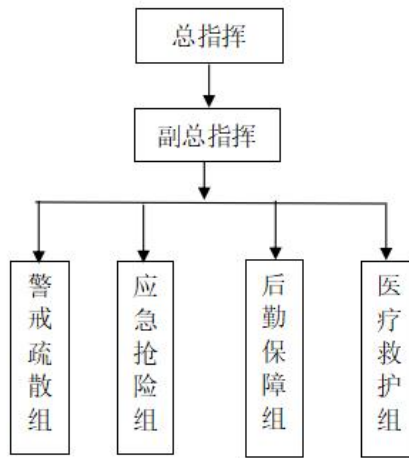 总指挥
副总指挥
警戒疏散组
应急抢险组
后勤保障组
医疗救护组